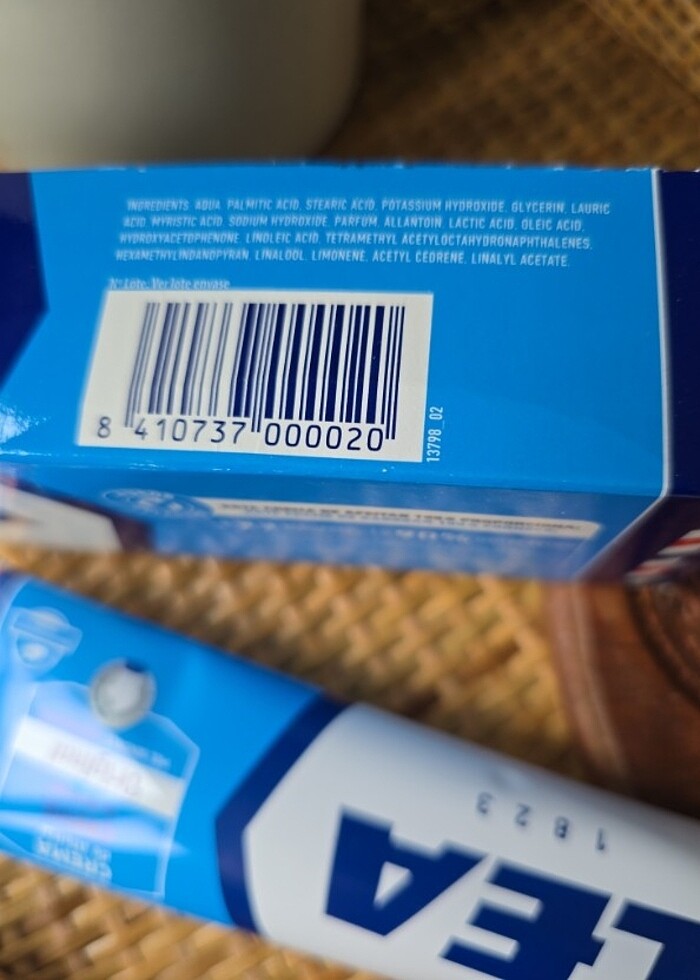 INGREDIENTS: AQUA, PALMITIC ACID, STEARIC ACID, POTASSIUM HYDROXIDE, GLYCERIN, LAURIC
ACID, MYRISTIC ACID, SODIUM HYDROXIDE, PARFUM, ALLANTOIN, LACTIC ACID, OLEIC ACID,
HYDROXYACETOPHENONE, LINOLEIC ACID, TETRAMETHYL ACETYLOCTAHYDRONAPHTHALENES,
HEXAMETHYLINDANOPYRAN, LINALOOL, LIMONENE, ACETYL CEDRENE, LINALYL ACETATE.
Nº Lote: Ver lote envase
8 410737 000020
13798_02
1823
LEA
Original
CREMA